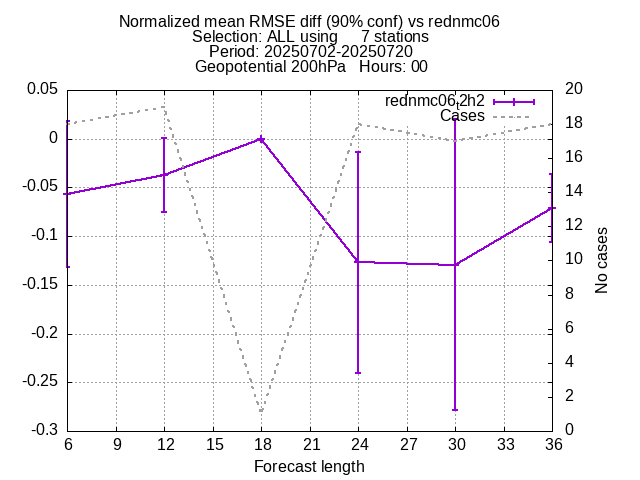 Normalized mean RMSE diff (90% conf) vs rednmc06
Selection: ALL using     7 stations
Period: 20250702-20250720
Geopotential 200hPa   Hours: 00
rednmc06,2h2
Cases
0.05
0
-0.05
-0.1
-0.15
-0.2
-0.25
-0.3
20
18
16
14
12
10
8
6
4
2
0
No cases
6 9 12 15 18 21 24 27 30 33 36
Forecast length